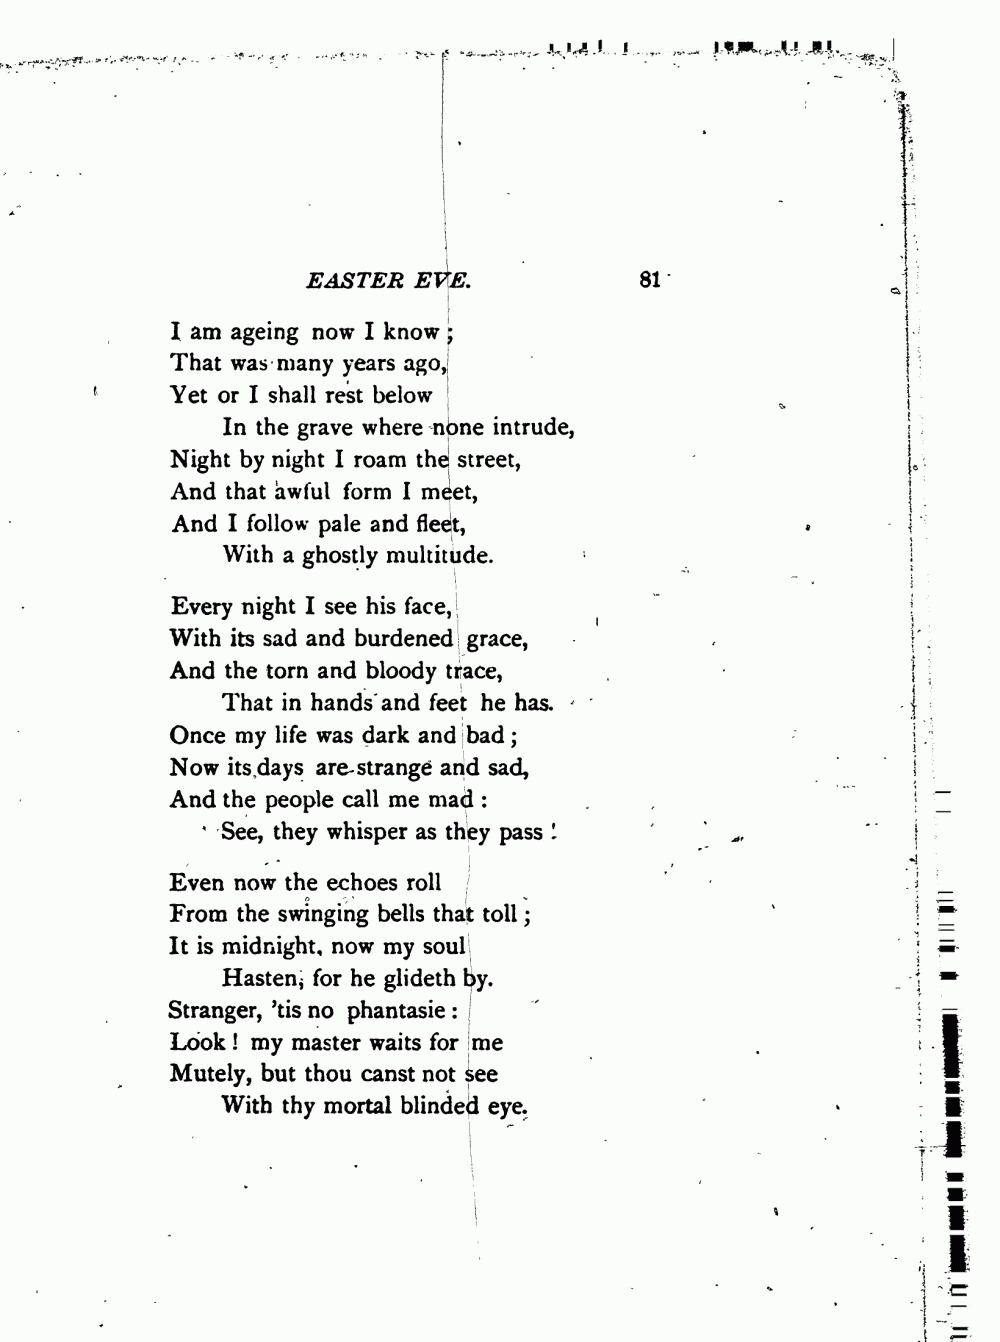 EASTER EVE. 81
I am ageing now I know ;
That was many years ago,
Yet or I shall rest below
In the grave where none intrude,
Night by night I roam the street,
And that awful form I meet,
And I follow pale and fleet,
With a ghostly multitude.
Every night I see his face,
With its sad and burdened grace,
And the torn and bloody trace,
That in hands and feet he has.
Once my life was dark and bad ;
Now its days are strange and sad,
And the people call me mad :
See, they whisper as they pass !
Even now the echoes roll
From the swinging bells that toll ;
It is midnight, now my soul
Hasten; for he glideth by.
Stranger, 'tis no phantasie :
Look ! my master waits for me
Mutely, but thou canst not see
With thy mortal blinded eye.